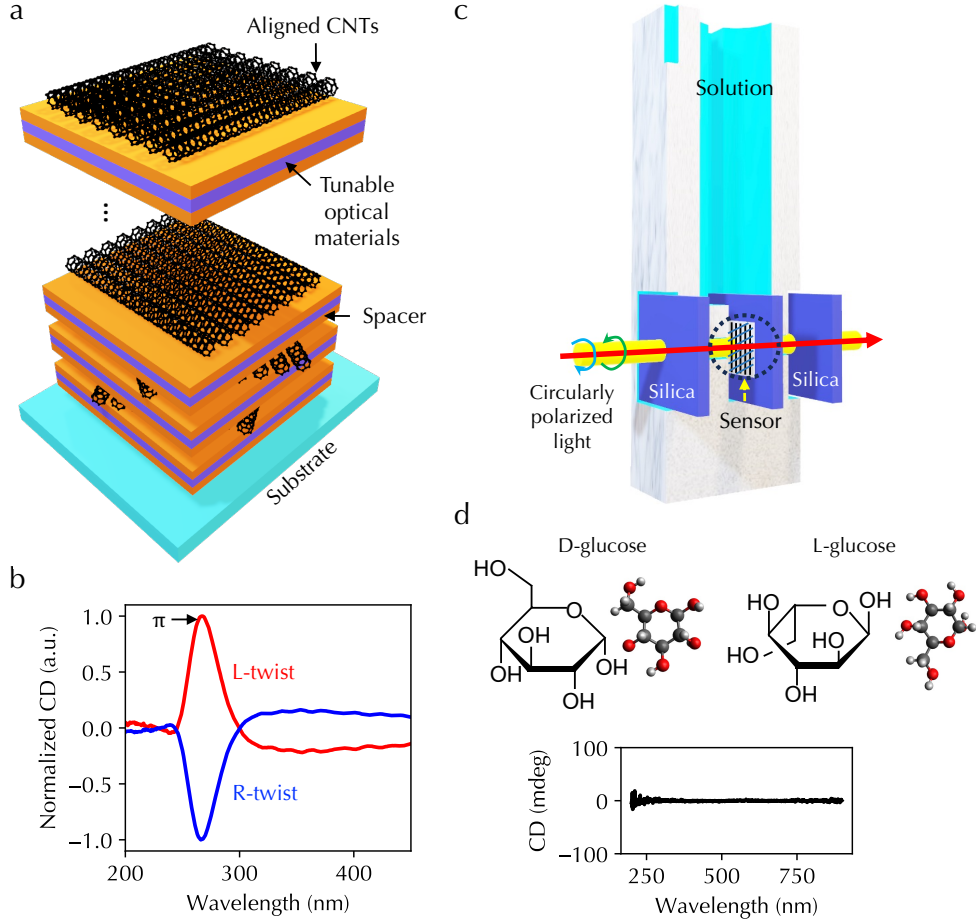 a
Aligned CNTs
Tunable
optical
materials
⋮
Spacer
Substrate
b
Normalized CD (a.u.)
1.0
0.5
0.0
−0.5
−1.0
π
L-twist
R-twist
200
300
400
Wavelength (nm)
c
Solution
Circularly
polarized
light
Silica
Sensor
Silica
d
D-glucose
HO
O
HO
OH
OH
OH
OH
L-glucose
OH
O
OH
OH
HO
OH
CD (mdeg)
100
0
−100
250
500
750
Wavelength (nm)